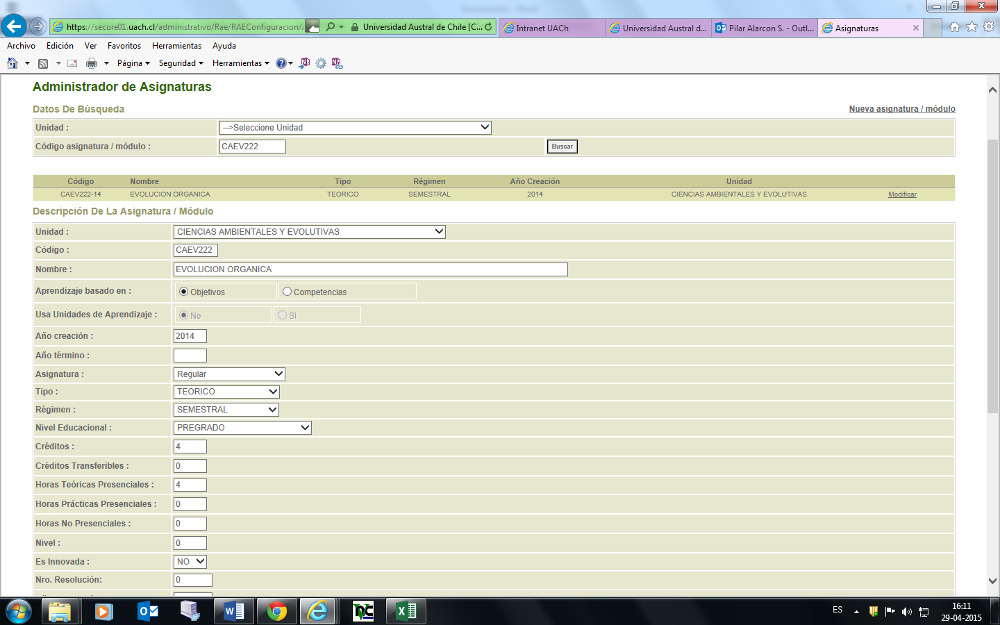 https://secure01.uach.cl/administrativo/Rae/RAEConfiguracion/
Universidad Austral de Chile [C...
Intranet UACh
Universidad Austral d...
Pilar Alarcon S. - Outl...
Asignaturas
Archivo Edición Ver Favoritos Herramientas Ayuda
Página Seguridad Herramientas
Administrador de Asignaturas
Datos De Búsqueda Nueva asignatura / módulo
Unidad : -->Seleccione Unidad
Código asignatura / módulo : CAEV222 Buscar
Código Nombre Tipo Régimen Año Creación Unidad
CAEV222-14 EVOLUCION ORGANICA TEORICO SEMESTRAL 2014 CIENCIAS AMBIENTALES Y EVOLUTIVAS Modificar
Descripción De La Asignatura / Módulo
Unidad : CIENCIAS AMBIENTALES Y EVOLUTIVAS
Código : CAEV222
Nombre : EVOLUCION ORGANICA
Aprendizaje basado en : Objetivos Competencias
Usa Unidades de Aprendizaje : No SI
Año creación : 2014
Año término :
Asignatura : Regular
Tipo : TEORICO
Régimen : SEMESTRAL
Nivel Educacional : PREGRADO
Créditos : 4
Créditos Transferibles : 0
Horas Teóricas Presenciales : 4
Horas Prácticas Presenciales : 0
Horas No Presenciales : 0
Nivel : 0
Es Innovada : NO
Nro. Resolución: 0
ES
16:11
29-04-2015